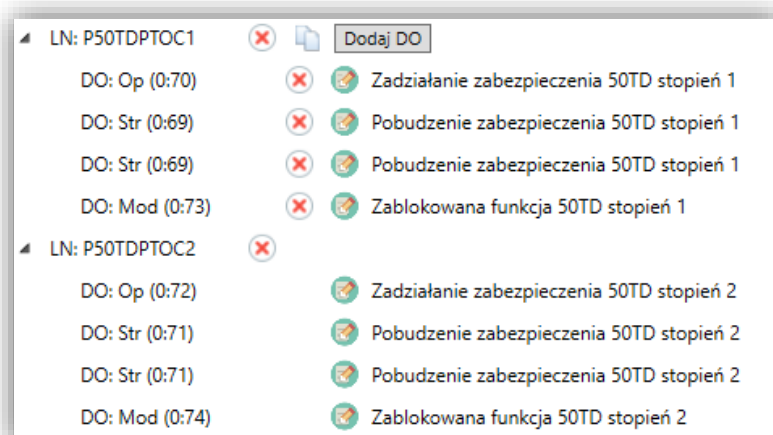 LN: P50TDPTOC1 Dodaj DO
DO: Op (0:70) Zadziałanie zabezpieczenia 50TD stopień 1
DO: Str (0:69) Pobudzenie zabezpieczenia 50TD stopień 1
DO: Str (0:69) Pobudzenie zabezpieczenia 50TD stopień 1
DO: Mod (0:73) Zablokowana funkcja 50TD stopień 1
LN: P50TDPTOC2
DO: Op (0:72) Zadziałanie zabezpieczenia 50TD stopień 2
DO: Str (0:71) Pobudzenie zabezpieczenia 50TD stopień 2
DO: Str (0:71) Pobudzenie zabezpieczenia 50TD stopień 2
DO: Mod (0:74) Zablokowana funkcja 50TD stopień 2